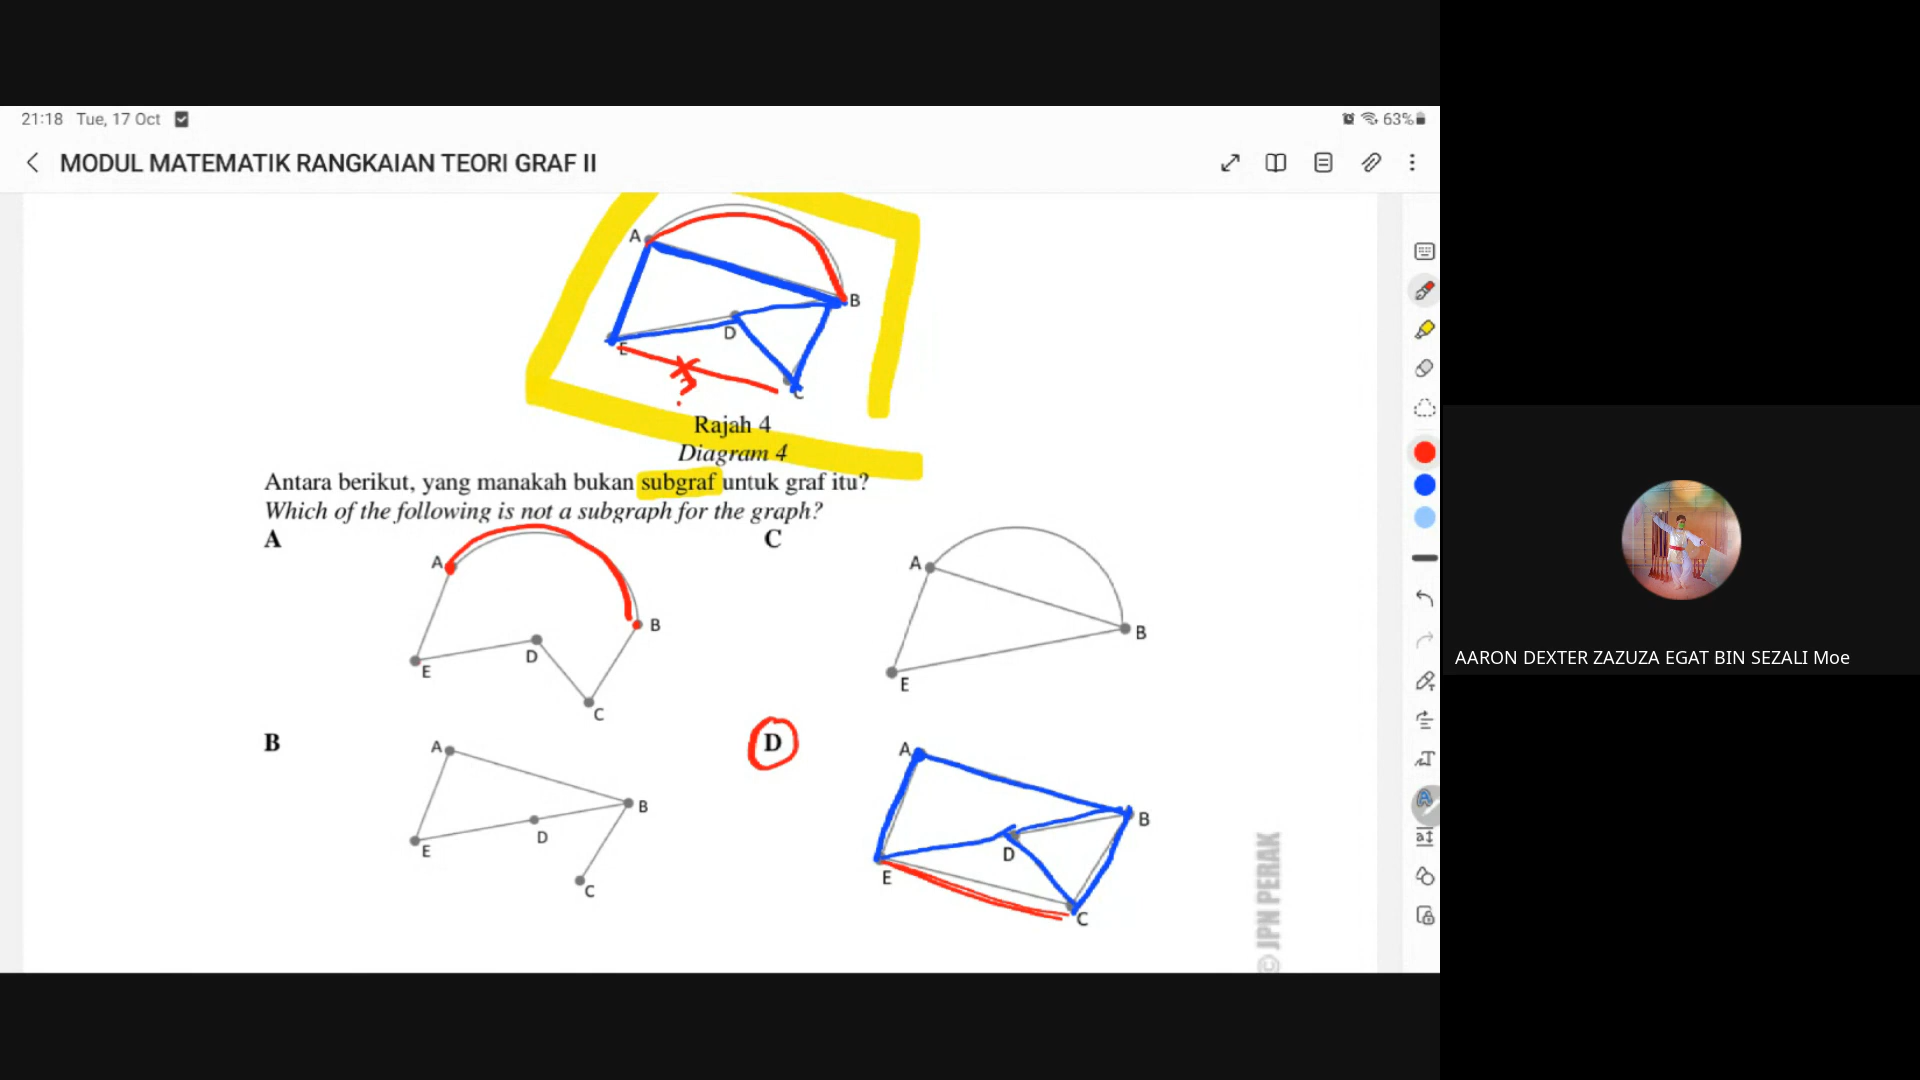 21:18 Tue, 17 Oct
63%
MODUL MATEMATIK RANGKAIAN TEORI GRAF II
A
B
D
E
C
Rajah 4
Diagram 4
Antara berikut, yang manakah bukan subgraf untuk graf itu?
Which of the following is not a subgraph for the graph?
A
A
B
D
E
C
C
A
B
E
B
A
B
D
E
C
D
A
B
D
E
C
© JPN PERAK
AARON DEXTER ZAZUZA EGAT BIN SEZALI Moe